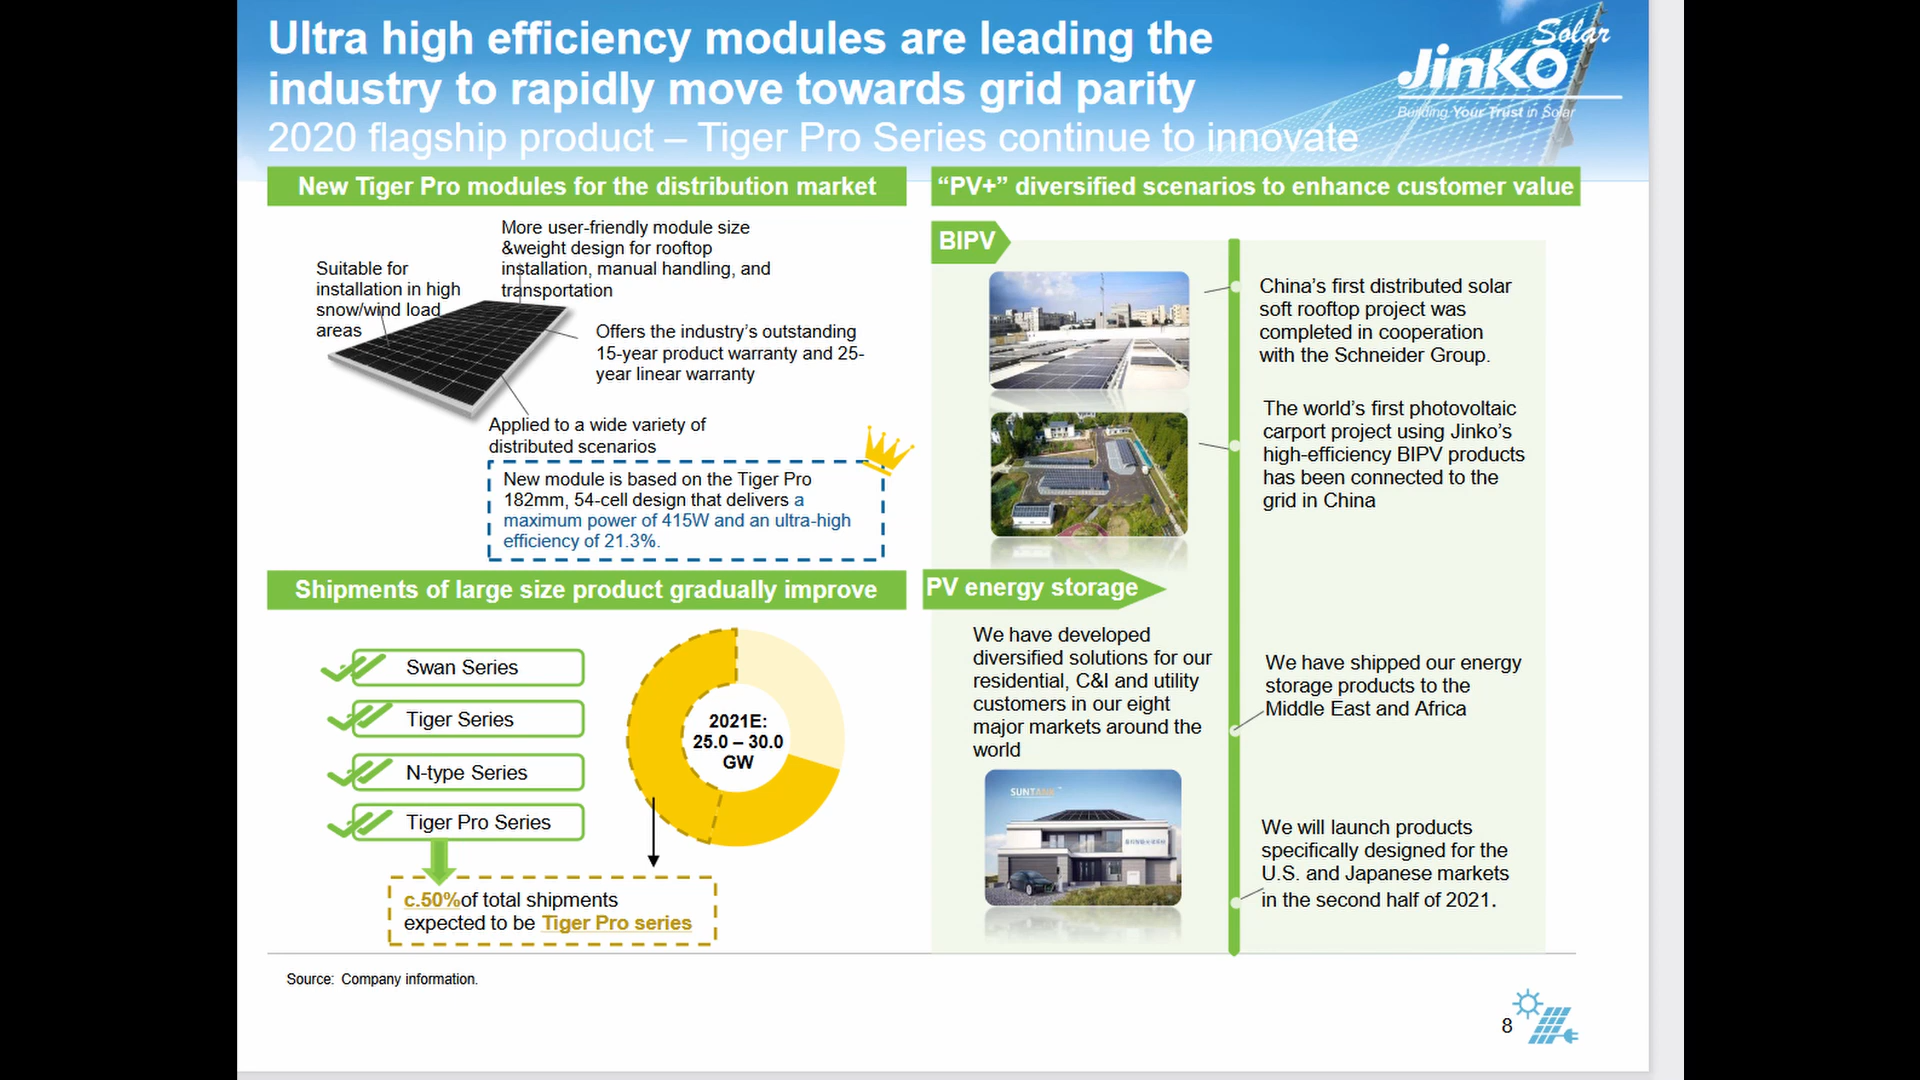 Ultra high efficiency modules are leading the
industry to rapidly move towards grid parity
2020 flagship product – Tiger Pro Series continue to innovate
Solar
JinKO
Building Your Trust in Solar
New Tiger Pro modules for the distribution market
More user-friendly module size
&weight design for rooftop
installation, manual handling, and
transportation
Suitable for
installation in high
snow/wind load
areas
Offers the industry’s outstanding
15-year product warranty and 25-
year linear warranty
Applied to a wide variety of
distributed scenarios
New module is based on the Tiger Pro
182mm, 54-cell design that delivers a
maximum power of 415W and an ultra-high
efficiency of 21.3%.
Shipments of large size product gradually improve
Swan Series
Tiger Series
N-type Series
Tiger Pro Series
2021E:
25.0 – 30.0
GW
c.50%of total shipments
expected to be Tiger Pro series
“PV+” diversified scenarios to enhance customer value
BIPV
China’s first distributed solar
soft rooftop project was
completed in cooperation
with the Schneider Group.
The world’s first photovoltaic
carport project using Jinko’s
high-efficiency BIPV products
has been connected to the
grid in China
PV energy storage
We have developed
diversified solutions for our
residential, C&I and utility
customers in our eight
major markets around the
world
SUNTANK
We have shipped our energy
storage products to the
Middle East and Africa
We will launch products
specifically designed for the
U.S. and Japanese markets
in the second half of 2021.
Source: Company information.
8